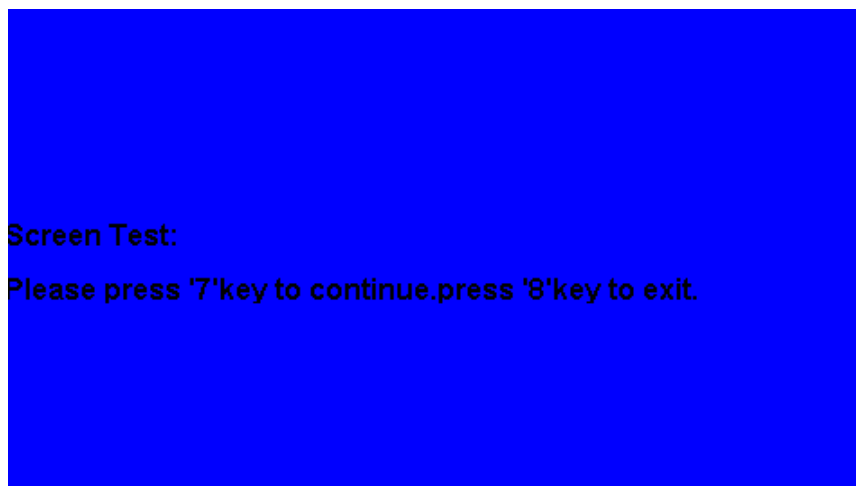 Screen Test:
Please press '7'key to continue.press '8'key to exit.